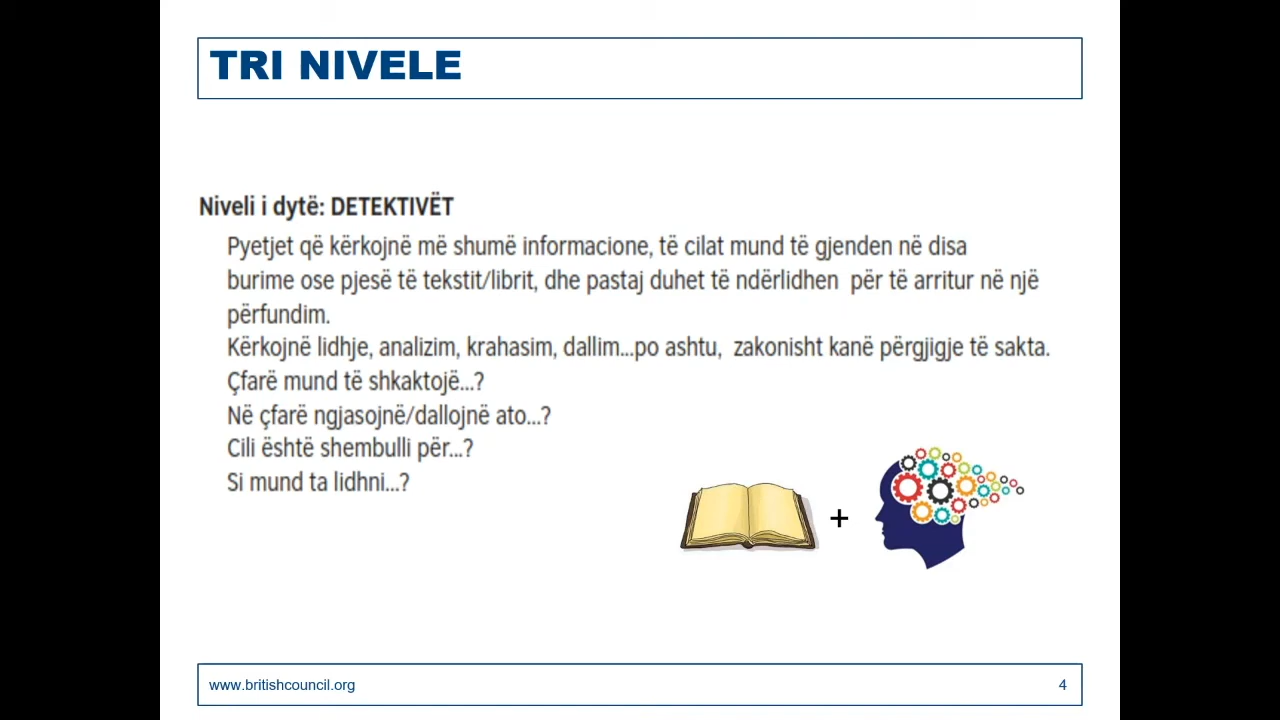 TRI NIVELE
Niveli i dytë: DETEKTIVËT
Pyetjet që kërkojnë më shumë informacione, të cilat mund të gjenden në disa
burime ose pjesë të tekstit/librit, dhe pastaj duhet të ndërlidhen për të arritur në një
përfundim.
Kërkojnë lidhje, analizim, krahasim, dallim...po ashtu, zakonisht kanë përgjigje të sakta.
Çfarë mund të shkaktojë...?
Në çfarë ngjasojnë/dallojnë ato...?
Cili është shembulli për...?
Si mund ta lidhni...?
+
www.britishcouncil.org
4